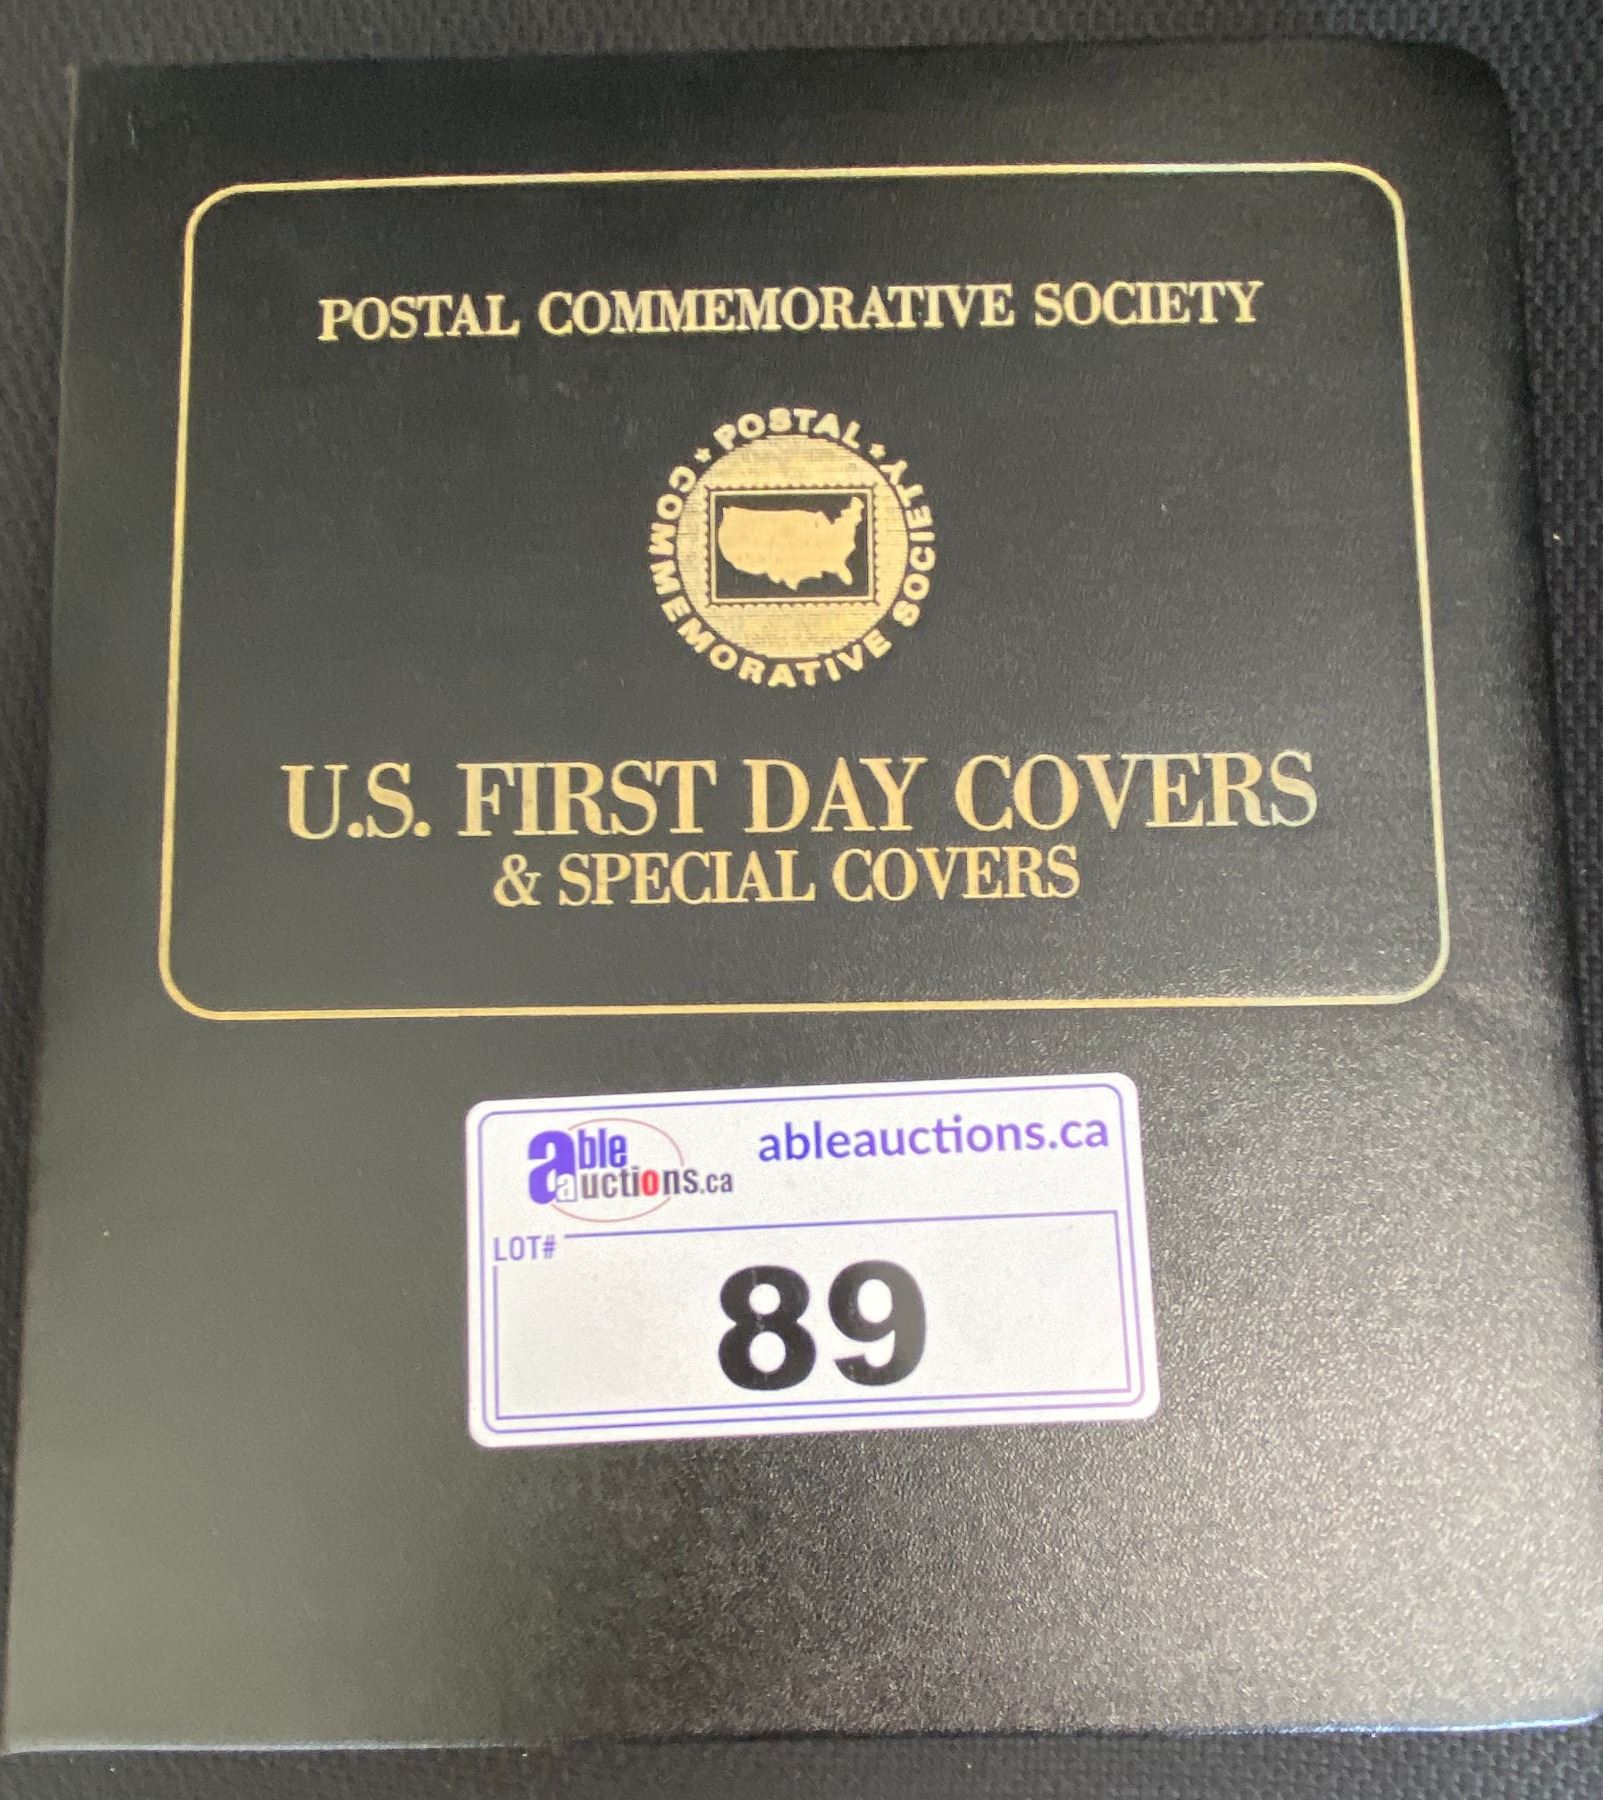 POSTAL COMMEMORATIVE SOCIETY
★ POSTAL ★
COMMEMORATIVE SOCIETY
U.S. FIRST DAY COVERS
& SPECIAL COVERS
able
auctions.ca
ableauctions.ca
LOT#
89